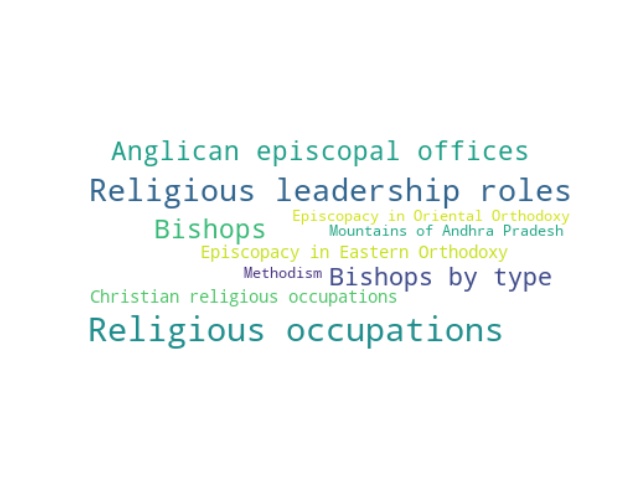 Anglican episcopal offices
Religious leadership roles
Episcopacy in Oriental Orthodoxy
Bishops
Mountains of Andhra Pradesh
Episcopacy in Eastern Orthodoxy
Methodism
Bishops by type
Christian religious occupations
Religious occupations